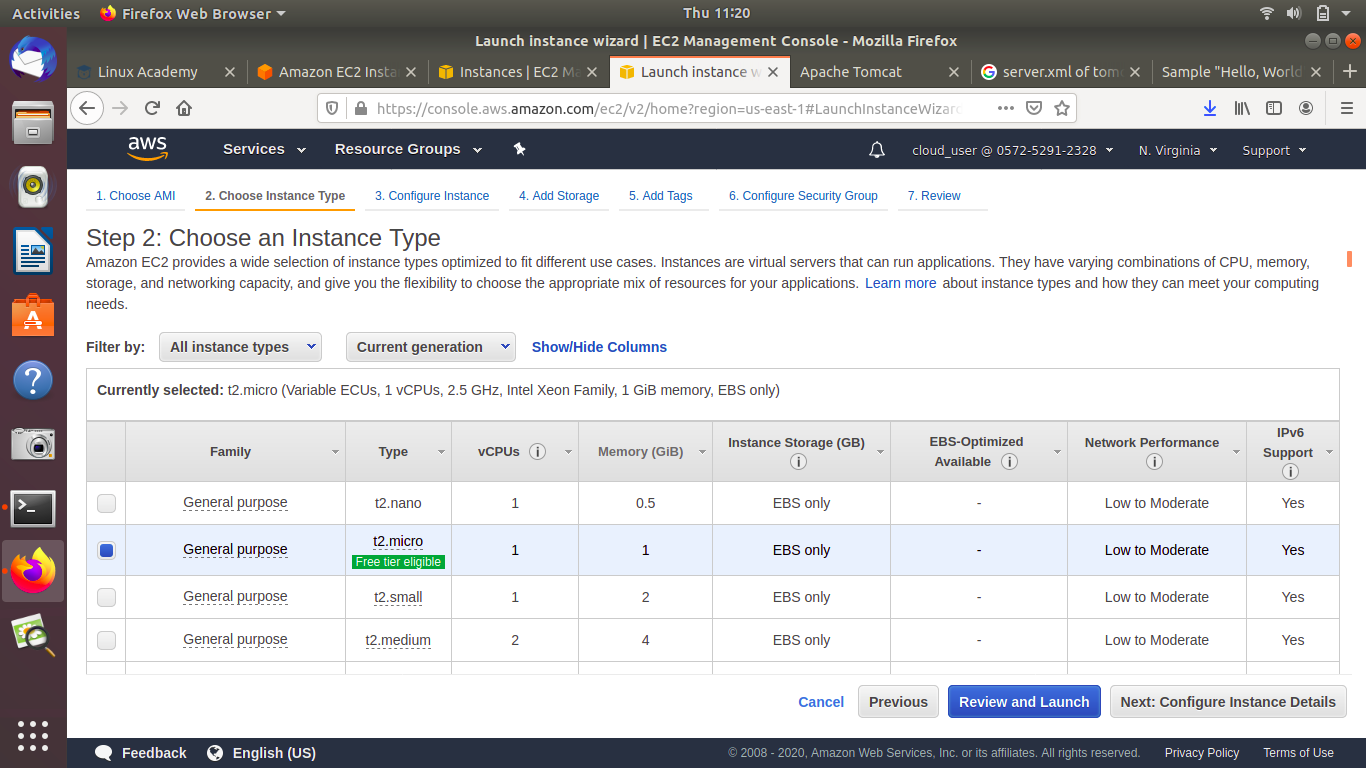 Activities Firefox Web Browser Thu 11:20
Launch instance wizard | EC2 Management Console - Mozilla Firefox
Linux Academy Amazon EC2 Insta Instances | EC2 Ma Launch instance w Apache Tomcat server.xml of tom Sample "Hello, World
https://console.aws.amazon.com/ec2/v2/home?region=us-east-1#LaunchInstanceWizard
aws Services Resource Groups cloud_user @ 0572-5291-2328 N. Virginia Support
1. Choose AMI 2. Choose Instance Type 3. Configure Instance 4. Add Storage 5. Add Tags 6. Configure Security Group 7. Review
Step 2: Choose an Instance Type
Amazon EC2 provides a wide selection of instance types optimized to fit different use cases. Instances are virtual servers that can run applications. They have varying combinations of CPU, memory,
storage, and networking capacity, and give you the flexibility to choose the appropriate mix of resources for your applications. Learn more about instance types and how they can meet your computing
needs.
Filter by: All instance types Current generation Show/Hide Columns
Currently selected: t2.micro (Variable ECUs, 1 vCPUs, 2.5 GHz, Intel Xeon Family, 1 GiB memory, EBS only)
Family Type vCPUs Memory (GiB) Instance Storage (GB) EBS-Optimized Available Network Performance IPv6 Support
General purpose t2.nano 1 0.5 EBS only - Low to Moderate Yes
General purpose t2.micro Free tier eligible 1 1 EBS only - Low to Moderate Yes
General purpose t2.small 1 2 EBS only - Low to Moderate Yes
General purpose t2.medium 2 4 EBS only - Low to Moderate Yes
Cancel Previous Review and Launch Next: Configure Instance Details
Feedback English (US) © 2008 - 2020, Amazon Web Services, Inc. or its affiliates. All rights reserved. Privacy Policy Terms of Use